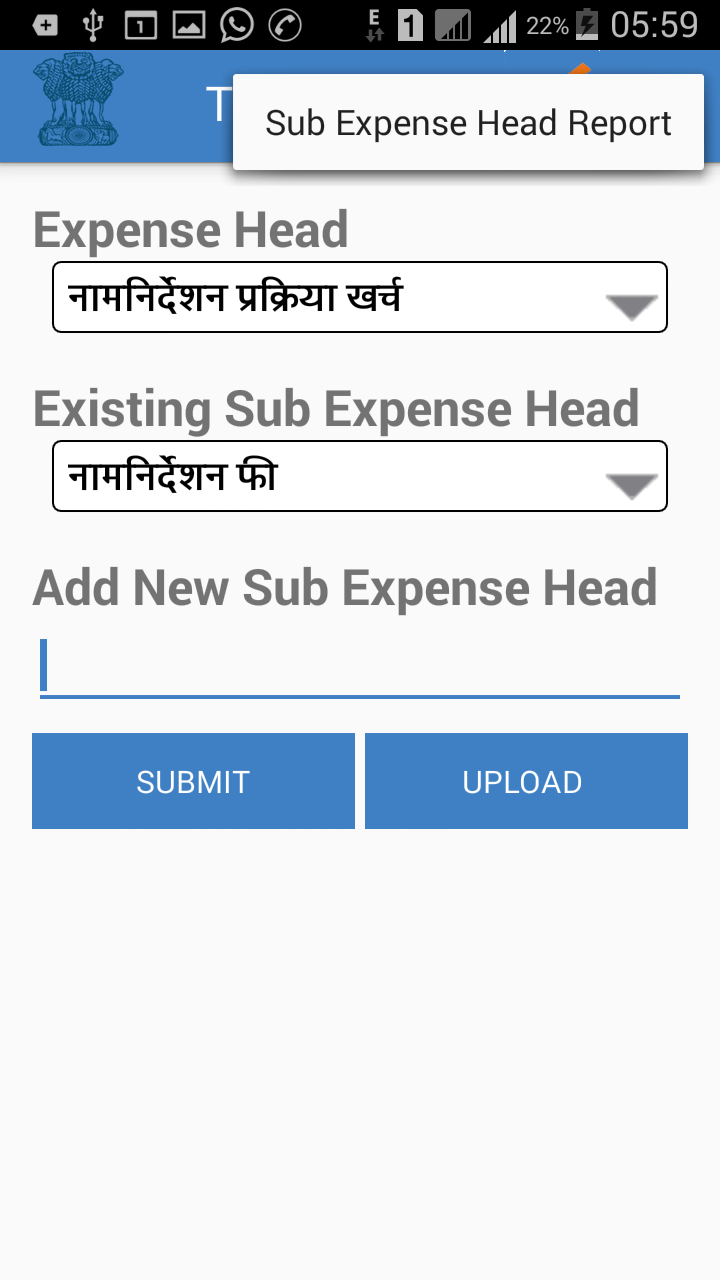 22% 05:59
T
Sub Expense Head Report
Expense Head
नामनिर्देशन प्रक्रिया खर्च
Existing Sub Expense Head
नामनिर्देशन फी
Add New Sub Expense Head
SUBMIT UPLOAD